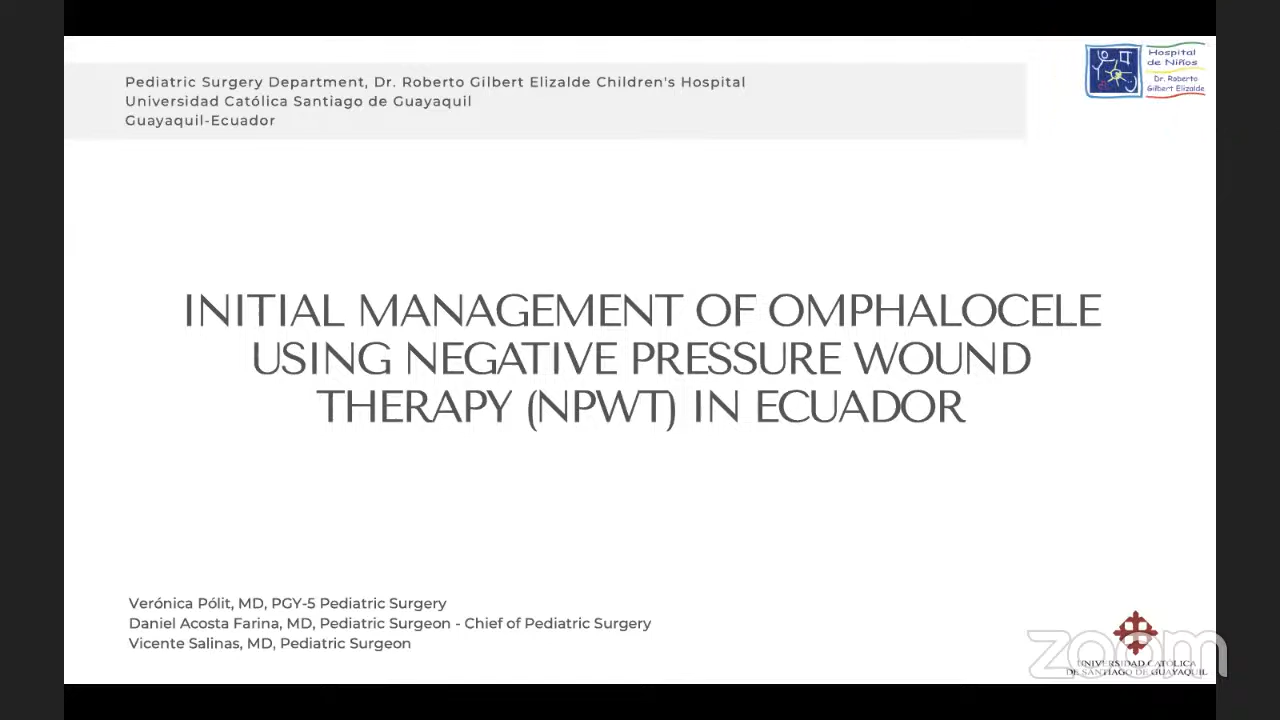 Pediatric Surgery Department, Dr. Roberto Gilbert Elizalde Children's Hospital
Universidad Católica Santiago de Guayaquil
Guayaquil-Ecuador
Hospital
de Niños
Dr. Roberto
Gilbert Elizalde
INITIAL MANAGEMENT OF OMPHALOCELE
USING NEGATIVE PRESSURE WOUND
THERAPY (NPWT) IN ECUADOR
Verónica Pólit, MD, PGY-5 Pediatric Surgery
Daniel Acosta Farina, MD, Pediatric Surgeon - Chief of Pediatric Surgery
Vicente Salinas, MD, Pediatric Surgeon
zoom
UNIVERSIDAD CATÓLICA
DE SANTIAGO DE GUAYAQUIL